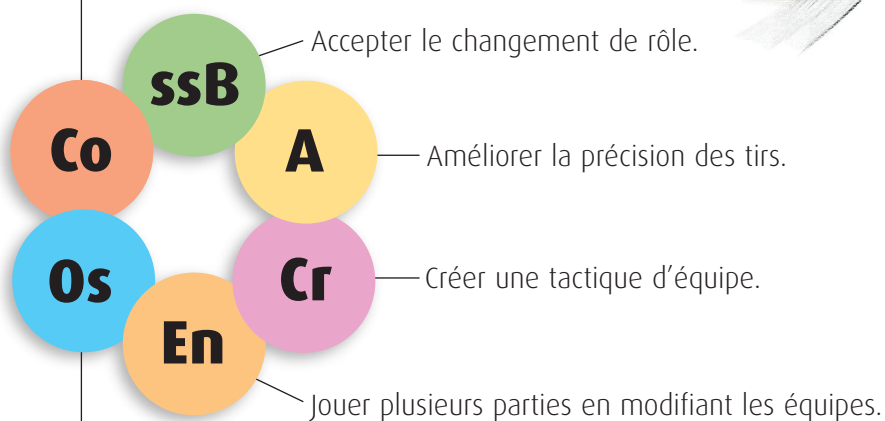 ssB
Accepter le changement de rôle.
Co
A
Améliorer la précision des tirs.
Os
Cr
Créer une tactique d’équipe.
En
Jouer plusieurs parties en modifiant les équipes.